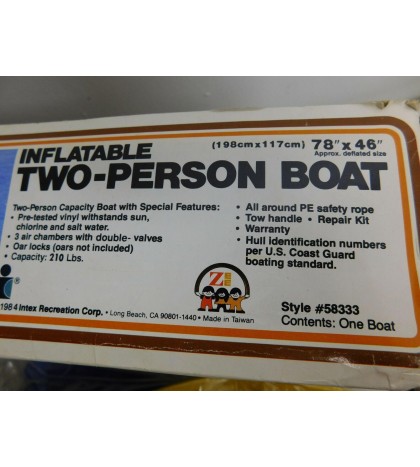 INFLATABLE (198cm x 117cm) 78" x 46"
Approx. deflated size
TWO-PERSON BOAT
Two-Person Capacity Boat with Special Features:
• Pre-tested vinyl withstands sun,
chlorine and salt water.
• 3 air chambers with double-valves
• Oar locks (oars not included)
• Capacity: 210 Lbs.
• All around PE safety rope
• Tow handle • Repair Kit
• Warranty
• Hull identification numbers
per U.S. Coast Guard
boating standard.
®
1984 Intex Recreation Corp. • Long Beach, CA 90801-1440 • Made in Taiwan
Style #58333
Contents: One Boat